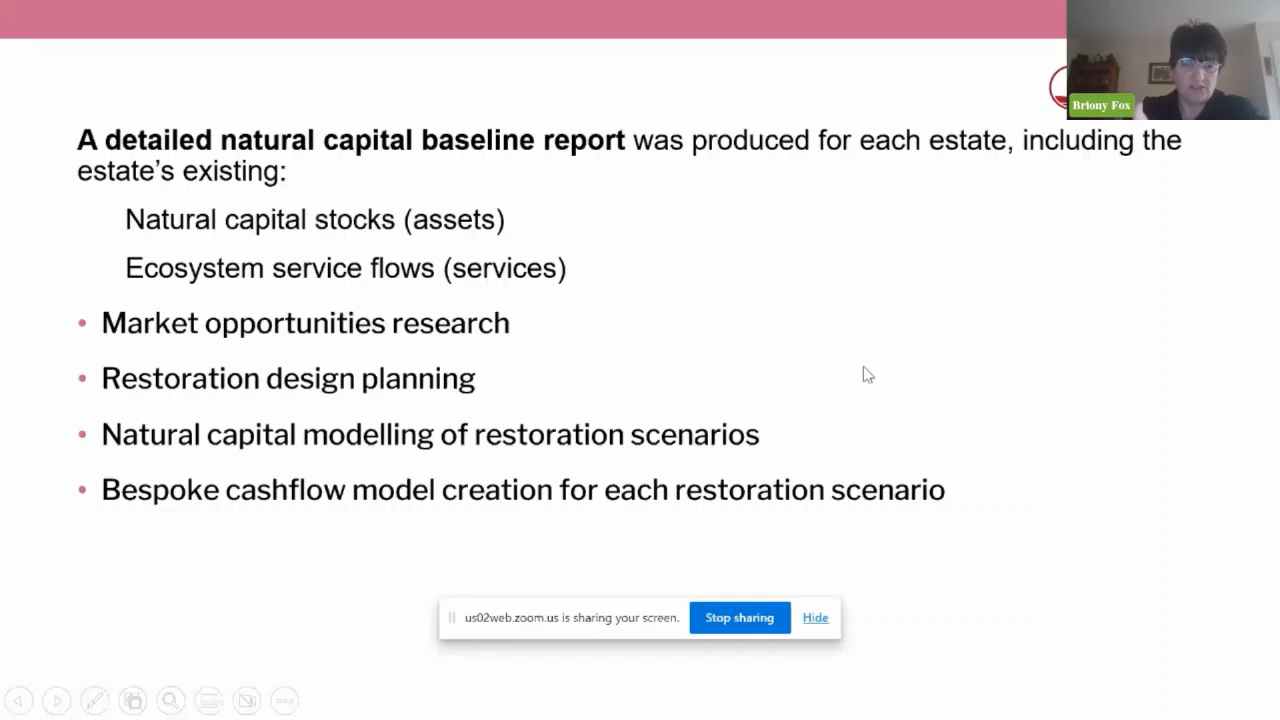 Briony Fox
A detailed natural capital baseline report was produced for each estate, including the
estate’s existing:
Natural capital stocks (assets)
Ecosystem service flows (services)
• Market opportunities research
• Restoration design planning
• Natural capital modelling of restoration scenarios
• Bespoke cashflow model creation for each restoration scenario
us02web.zoom.us is sharing your screen. Stop sharing Hide